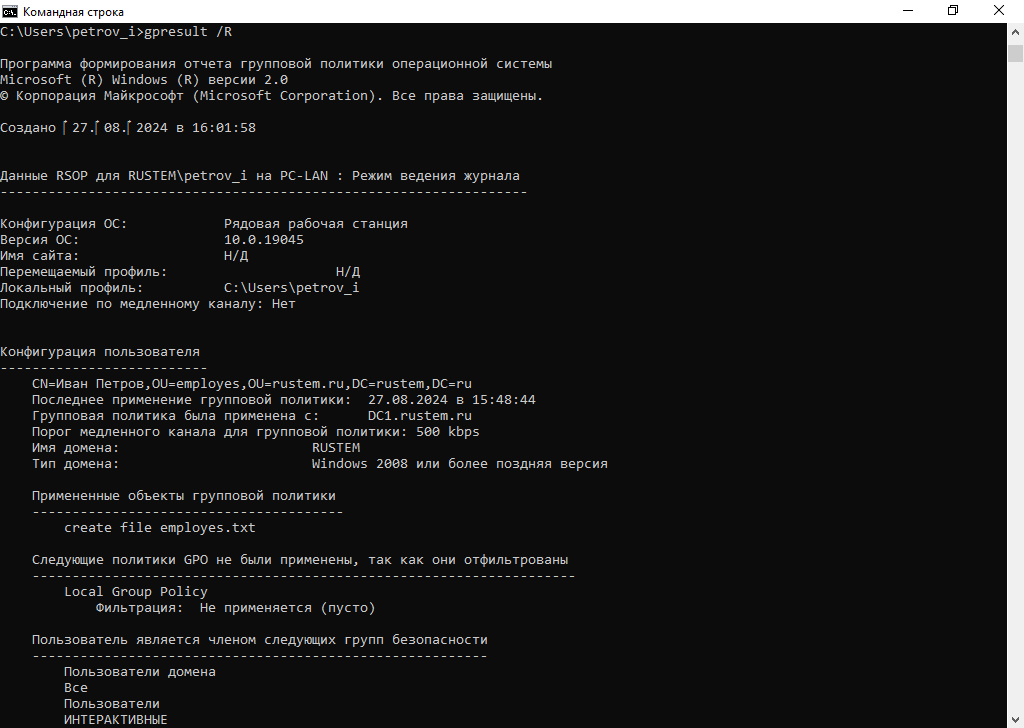 Командная строка
C:\Users\petrov_i>gpresult /R
Программа формирования отчета групповой политики операционной системы
Microsoft (R) Windows (R) версии 2.0
© Корпорация Майкрософт (Microsoft Corporation). Все права защищены.
Создано 27.08.2024 в 16:01:58
Данные RSOP для RUSTEM\petrov_i на PC-LAN : Режим ведения журнала
------------------------------------------------------------------
Конфигурация ОС: Рядовая рабочая станция
Версия ОС: 10.0.19045
Имя сайта: Н/Д
Перемещаемый профиль: Н/Д
Локальный профиль: C:\Users\petrov_i
Подключение по медленному каналу: Нет
Конфигурация пользователя
--------------------------
CN=Иван Петров,OU=employes,OU=rustem.ru,DC=rustem,DC=ru
Последнее применение групповой политики: 27.08.2024 в 15:48:44
Групповая политика была применена с: DC1.rustem.ru
Порог медленного канала для групповой политики: 500 kbps
Имя домена: RUSTEM
Тип домена: Windows 2008 или более поздняя версия
Примененные объекты групповой политики
---------------------------------------
create file employes.txt
Следующие политики GPO не были применены, так как они отфильтрованы
--------------------------------------------------------------------
Local Group Policy
Фильтрация: Не применяется (пусто)
Пользователь является членом следующих групп безопасности
---------------------------------------------------------
Пользователи домена
Все
Пользователи
ИНТЕРАКТИВНЫЕ